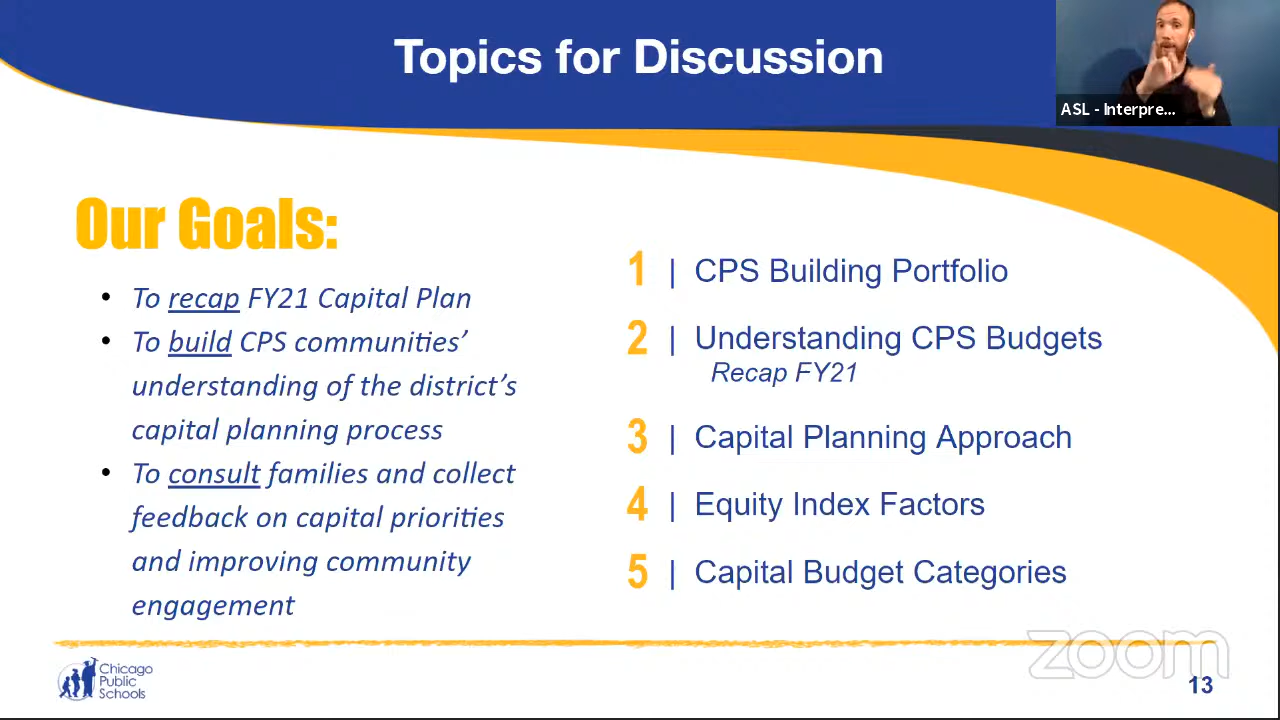 Topics for Discussion
ASL - Interpre...
Our Goals:
• To recap FY21 Capital Plan
• To build CPS communities’
understanding of the district’s
capital planning process
• To consult families and collect
feedback on capital priorities
and improving community
engagement
1 | CPS Building Portfolio
2 | Understanding CPS Budgets
Recap FY21
3 | Capital Planning Approach
4 | Equity Index Factors
5 | Capital Budget Categories
Chicago
Public
Schools
zoom
13